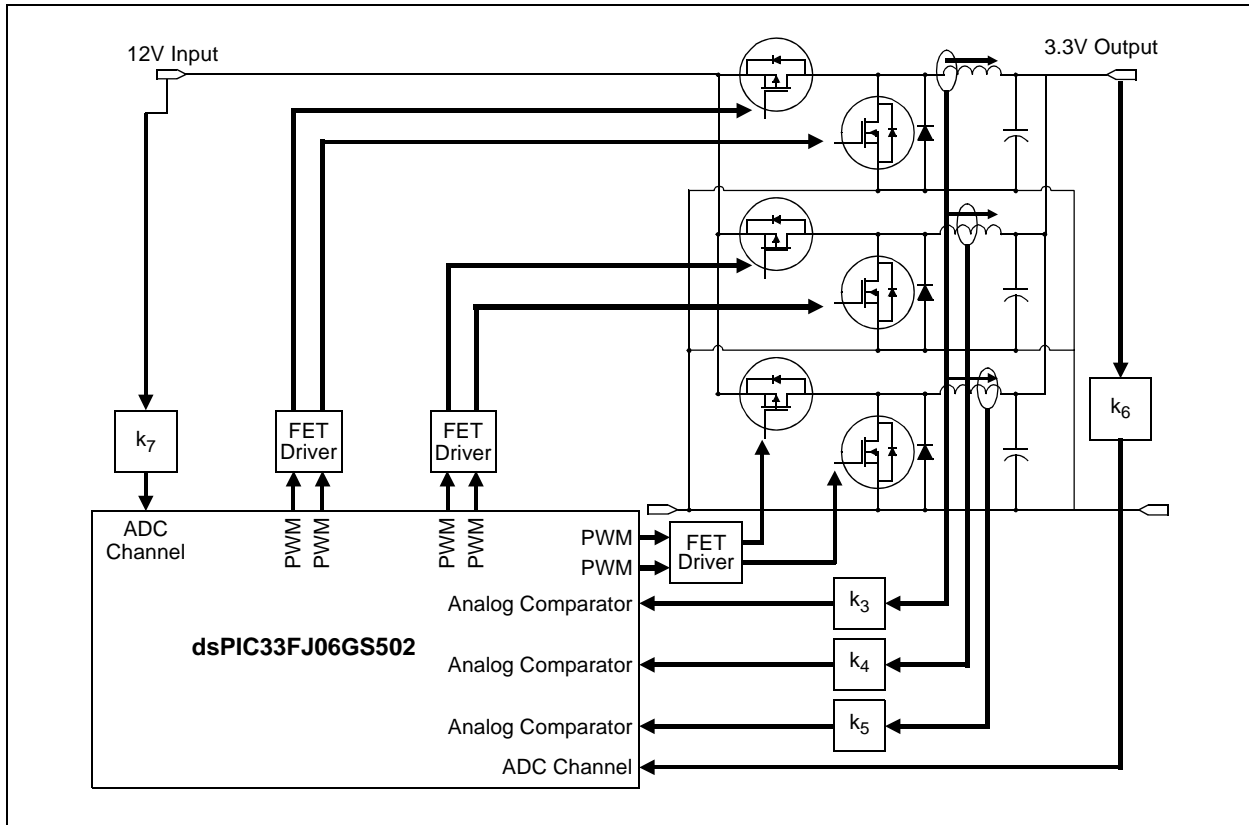 12V Input
3.3V Output
k7
FET
Driver
FET
Driver
k6
ADC
Channel
PWM
PWM
PWM
PWM
PWM
PWM
FET
Driver
Analog Comparator
k3
dsPIC33FJ06GS502
Analog Comparator
k4
Analog Comparator
k5
ADC Channel